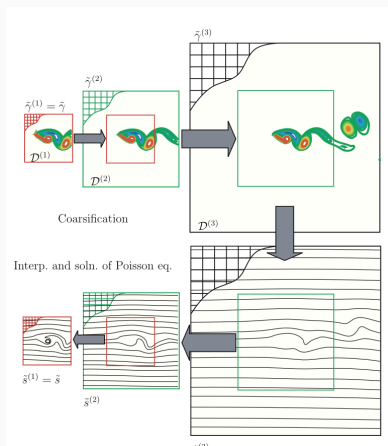 γ̃(3)
γ̃(2)
γ̃(1) = γ̃
𝒟(1)
𝒟(2)
𝒟(3)
Coarsification
Interp. and soln. of Poisson eq.
s̃(1) = s̃
s̃(2)